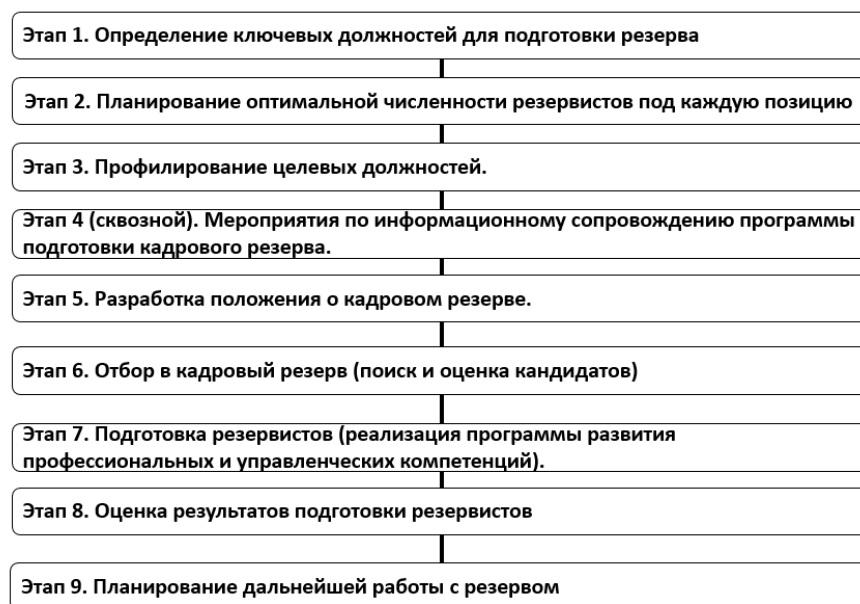 Этап 1. Определение ключевых должностей для подготовки резерва
Этап 2. Планирование оптимальной численности резервистов под каждую позицию
Этап 3. Профилирование целевых должностей.
Этап 4 (сквозной). Мероприятия по информационному сопровождению программы
подготовки кадрового резерва.
Этап 5. Разработка положения о кадровом резерве.
Этап 6. Отбор в кадровый резерв (поиск и оценка кандидатов)
Этап 7. Подготовка резервистов (реализация программы развития
профессиональных и управленческих компетенций).
Этап 8. Оценка результатов подготовки резервистов
Этап 9. Планирование дальнейшей работы с резервом